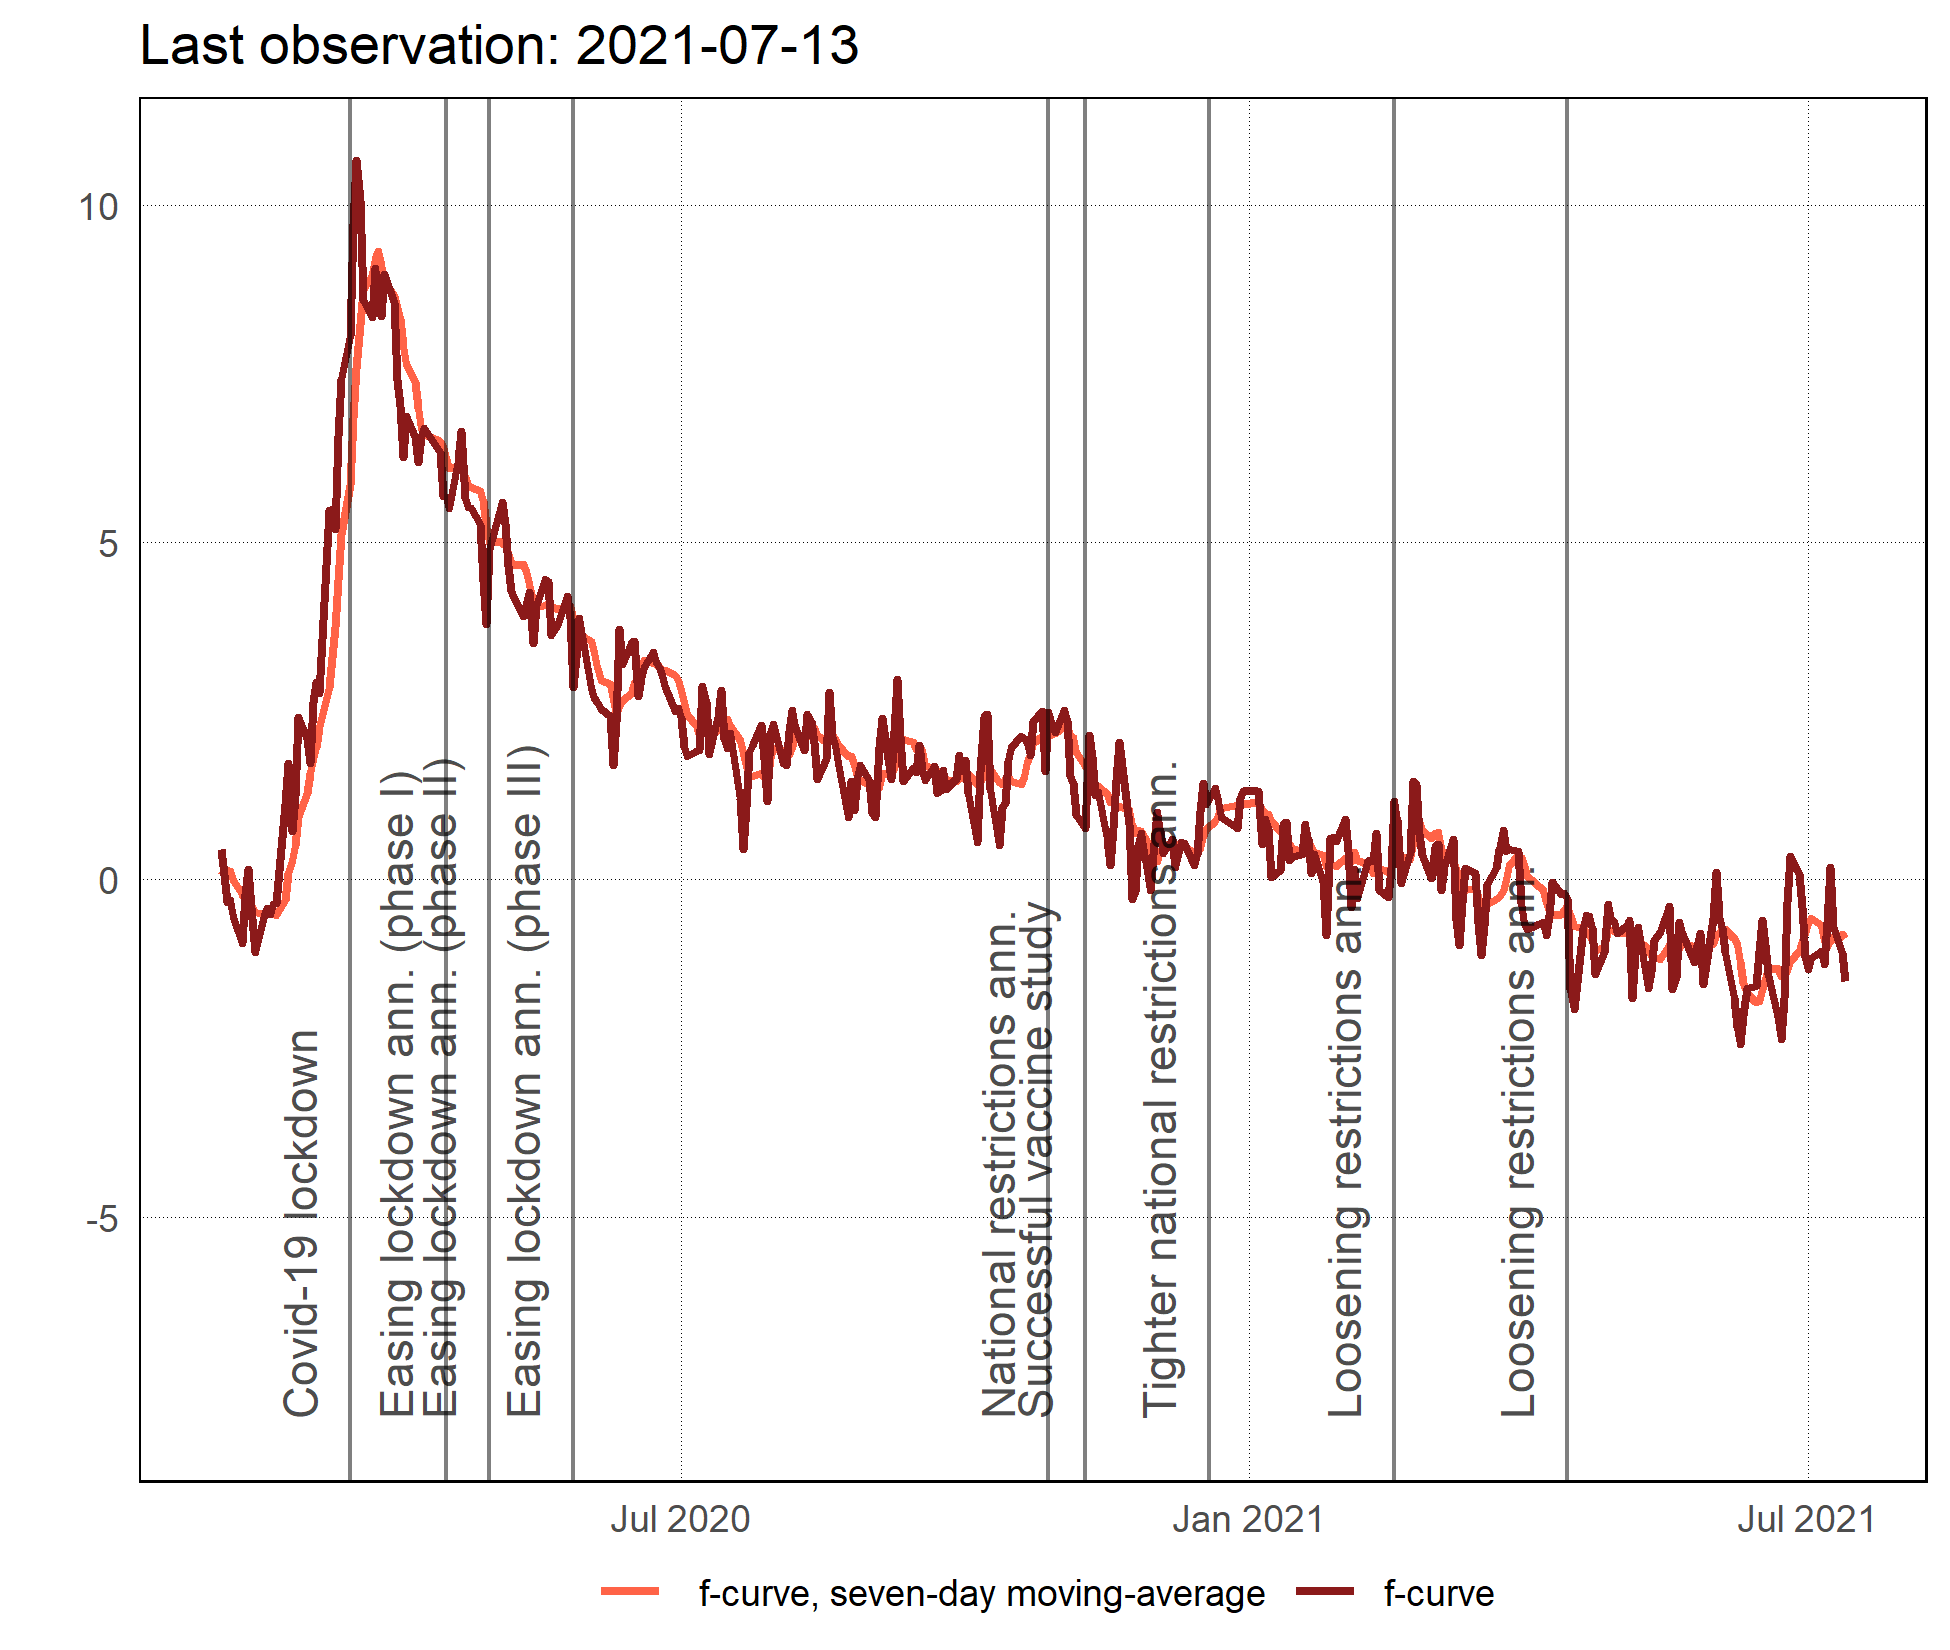 Last observation: 2021-07-13
10
5
0
-5
Covid-19 lockdown
Easing lockdown ann. (phase I)
Easing lockdown ann. (phase II)
Easing lockdown ann. (phase III)
National restrictions ann.
Successful vaccine study
Tighter national restrictions ann.
Loosening restrictions ann.
Loosening restrictions ann.
Jul 2020
Jan 2021
Jul 2021
f-curve, seven-day moving-average
f-curve